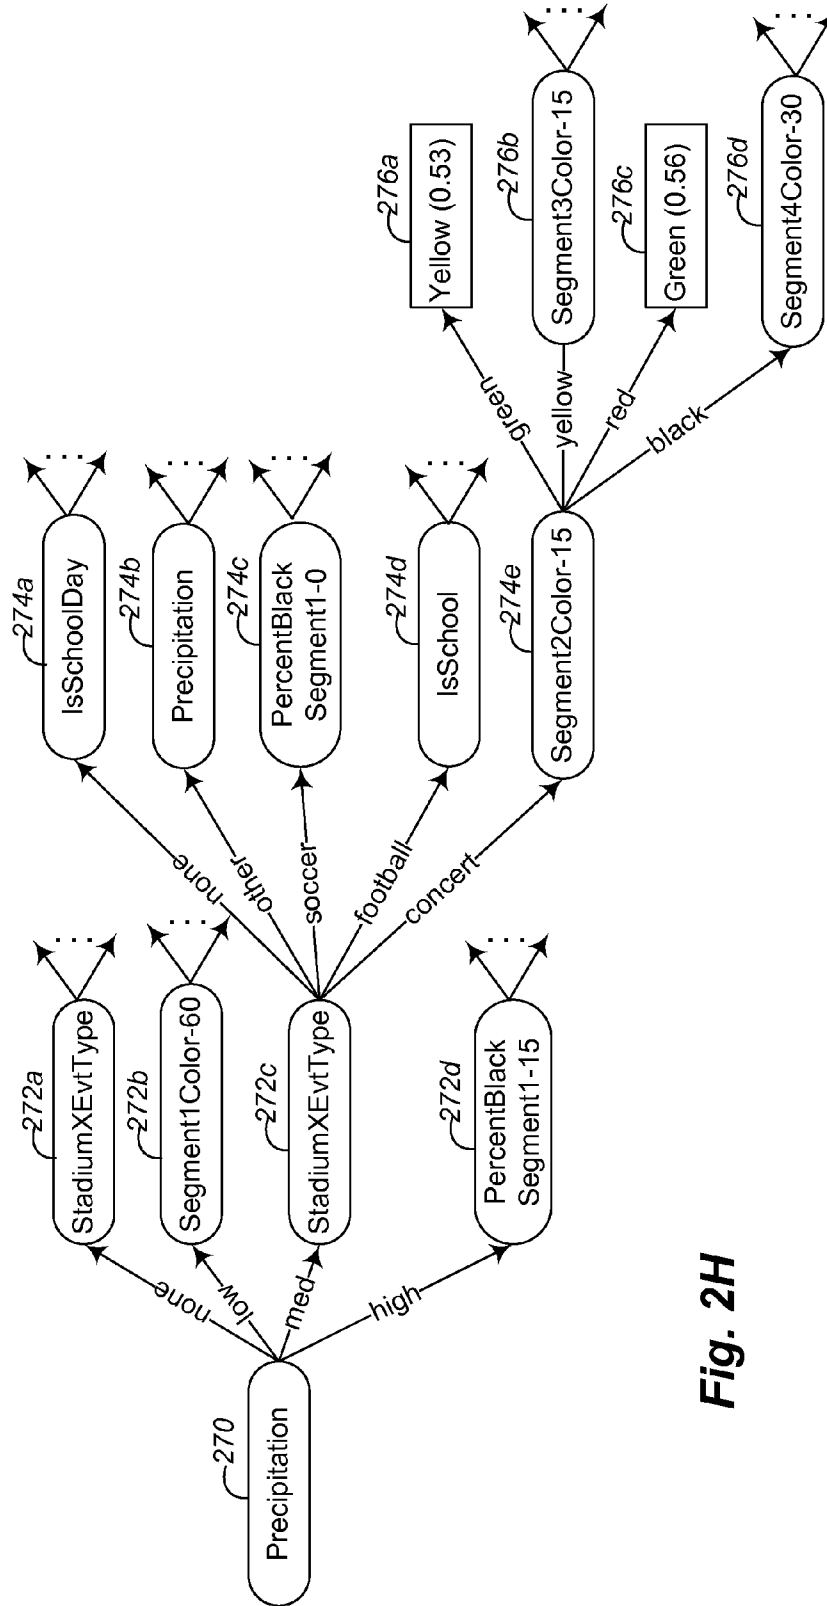 270
Precipitation
none
low
med
high
272a
StadiumXEvtType
. . .
272b
Segment1Color-60
. . .
272c
StadiumXEvtType
272d
PercentBlack
Segment1-15
. . .
none
other
soccer
football
concert
274a
IsSchoolDay
. . .
274b
Precipitation
. . .
274c
PercentBlack
Segment1-0
. . .
274d
IsSchool
. . .
274e
Segment2Color-15
green
yellow
red
black
276a
Yellow (0.53)
276b
Segment3Color-15
. . .
276c
Green (0.56)
276d
Segment4Color-30
. . .
Fig. 2H